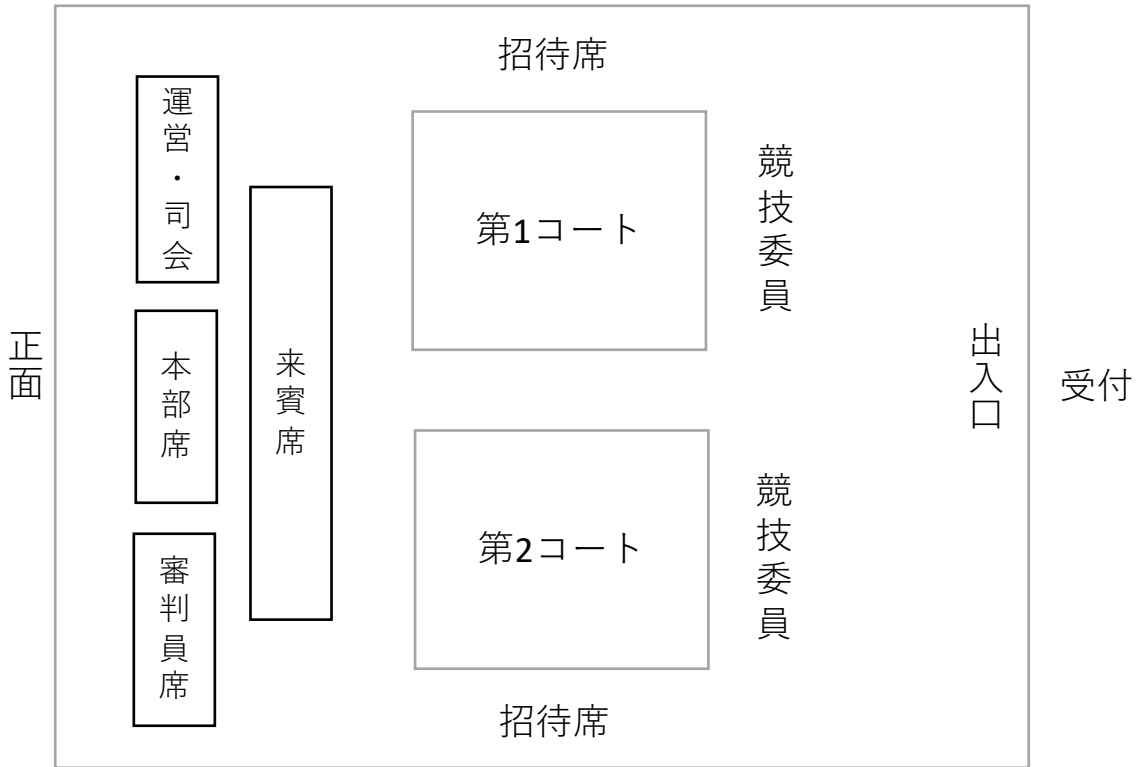 招待席
運営・司会
第1コート
競技委員
正面
本部席
来賓席
出入口
受付
第2コート
競技委員
審判員席
招待席